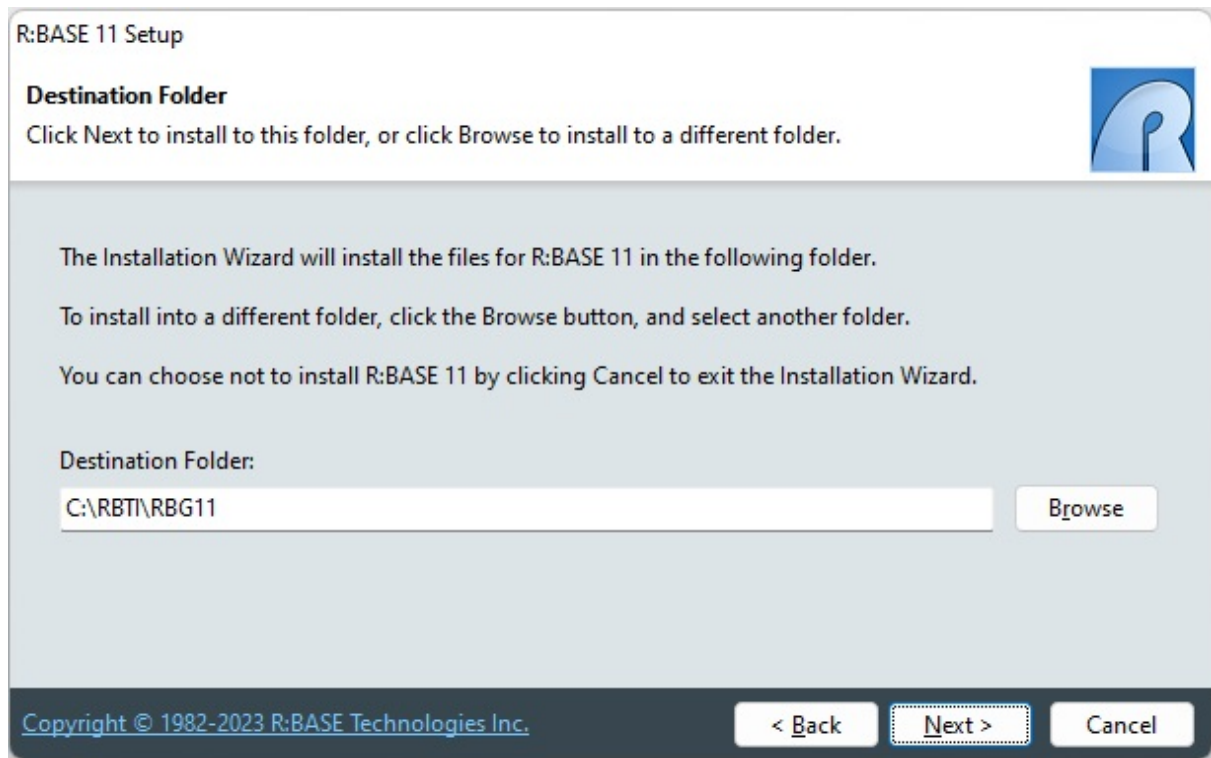 R:BASE 11 Setup
Destination Folder
Click Next to install to this folder, or click Browse to install to a different folder.
The Installation Wizard will install the files for R:BASE 11 in the following folder.
To install into a different folder, click the Browse button, and select another folder.
You can choose not to install R:BASE 11 by clicking Cancel to exit the Installation Wizard.
Destination Folder:
C:\RBTI\RBG11
Browse
Copyright © 1982-2023 R:BASE Technologies Inc.
< Back
Next >
Cancel